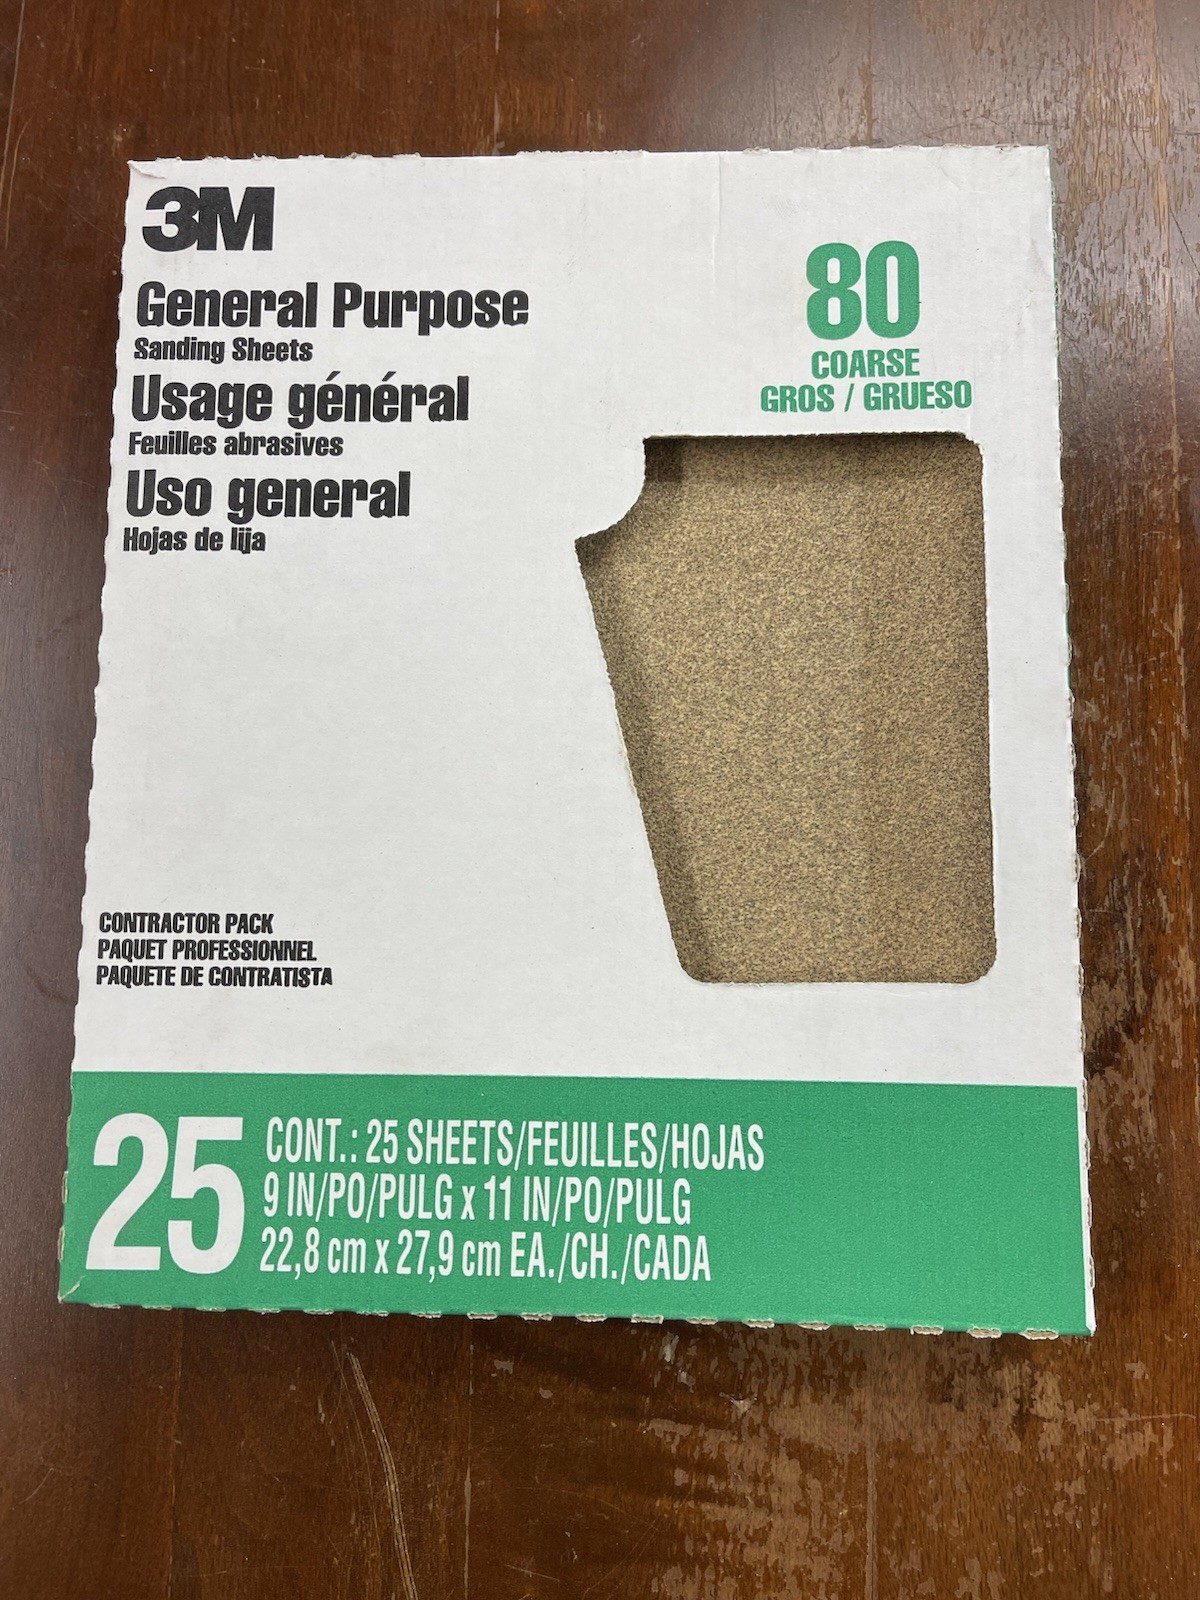 3M
General Purpose
Sanding Sheets
Usage général
Feuilles abrasives
Uso general
Hojas de lija
80
COARSE
GROS / GRUESO
CONTRACTOR PACK
PAQUET PROFESSIONNEL
PAQUETE DE CONTRATISTA
25
CONT.: 25 SHEETS/FEUILLES/HOJAS
9 IN/PO/PULG x 11 IN/PO/PULG
22,8 cm x 27,9 cm EA./CH./CADA